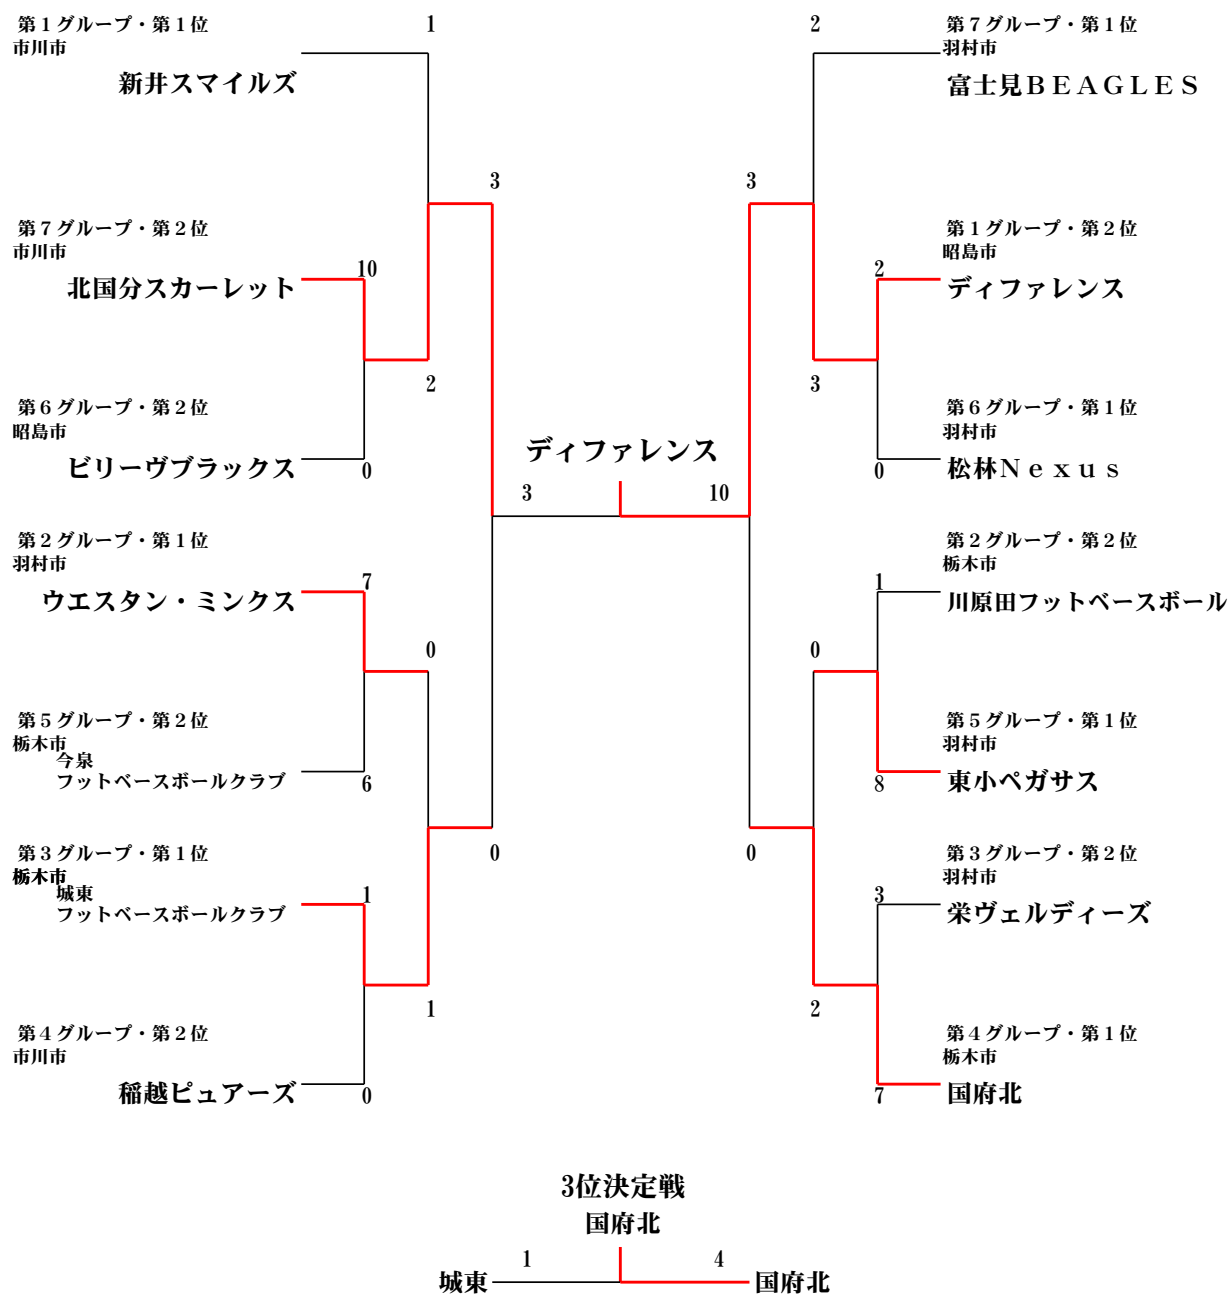 第１グループ・第１位
市川市
新井スマイルズ
1
第７グループ・第２位
市川市
北国分スカーレット
10
3
2
第６グループ・第２位
昭島市
ビリーヴブラックス
0
第２グループ・第１位
羽村市
ウエスタン・ミンクス
7
0
第５グループ・第２位
栃木市
今泉
フットベースボールクラブ
6
第３グループ・第１位
栃木市
城東
フットベースボールクラブ
1
0
1
第４グループ・第２位
市川市
稲越ピュアーズ
0
ディファレンス
3
10
2
第７グループ・第１位
羽村市
富士見ＢＥＡＧＬＥＳ
3
第１グループ・第２位
昭島市
2
ディファレンス
3
第６グループ・第１位
羽村市
松林Ｎｅｘｕｓ
0
第２グループ・第２位
栃木市
1
川原田フットベースボール
0
第５グループ・第１位
羽村市
東小ペガサス
8
0
第３グループ・第２位
羽村市
3
栄ヴェルディーズ
2
第４グループ・第１位
栃木市
国府北
7
3位決定戦
国府北
1
4
城東
国府北